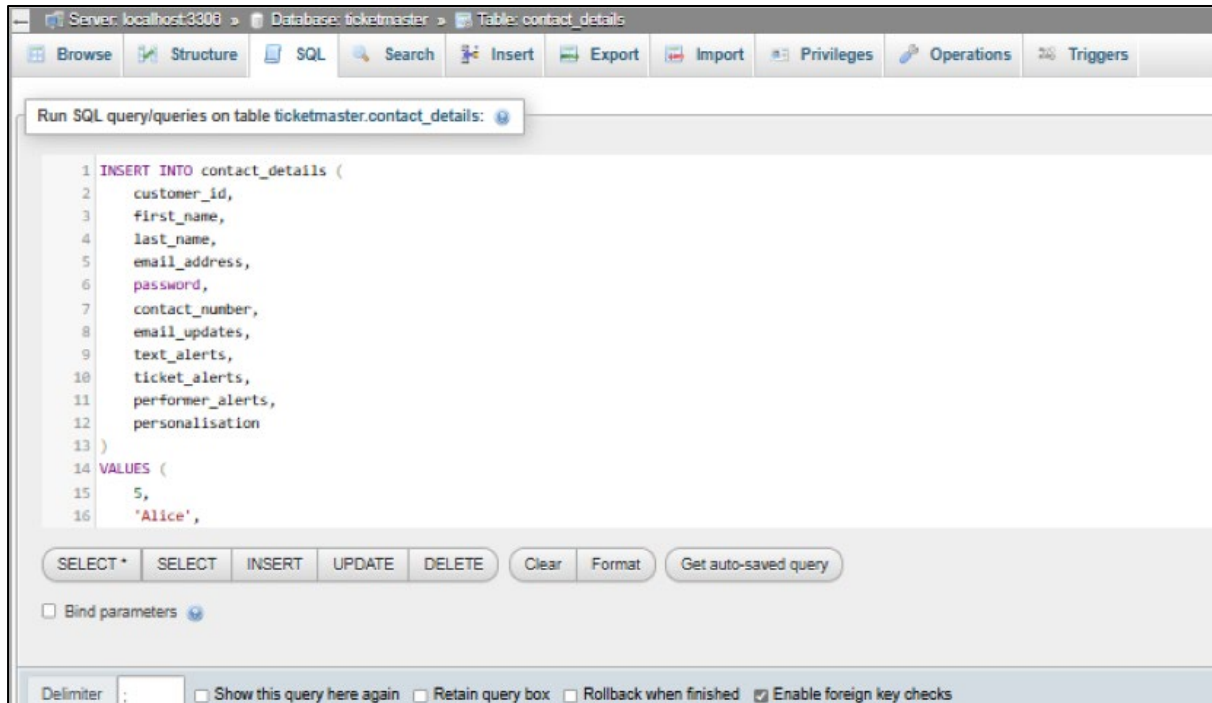 Server: localhost:3306 » Database: ticketmaster » Table: contact_details
Browse Structure SQL Search Insert Export Import Privileges Operations Triggers
Run SQL query/queries on table ticketmaster.contact_details:
1 INSERT INTO contact_details (
2 customer_id,
3 first_name,
4 last_name,
5 email_address,
6 password,
7 contact_number,
8 email_updates,
9 text_alerts,
10 ticket_alerts,
11 performer_alerts,
12 personalisation
13 )
14 VALUES (
15 5,
16 'Alice',
SELECT * SELECT INSERT UPDATE DELETE Clear Format Get auto-saved query
Bind parameters
Delimiter ; Show this query here again Retain query box Rollback when finished Enable foreign key checks